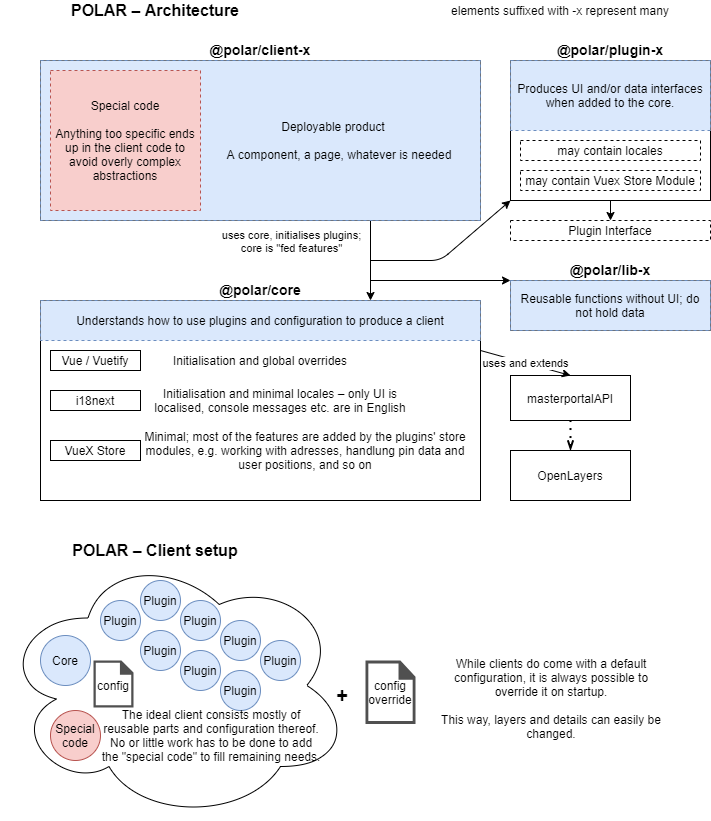 POLAR – Architecture
elements suffixed with -x represent many
@polar/client-x
Special code
Anything too specific ends
up in the client code to
avoid overly complex
abstractions
Deployable product
A component, a page, whatever is needed
@polar/plugin-x
Produces UI and/or data interfaces
when added to the core.
may contain locales
may contain Vuex Store Module
Plugin Interface
uses core, initialises plugins;
core is "fed features"
@polar/lib-x
Reusable functions without UI; do
not hold data
@polar/core
Understands how to use plugins and configuration to produce a client
Vue / Vuetify
Initialisation and global overrides
i18next
Initialisation and minimal locales – only UI is
localised, console messages etc. are in English
VueX Store
Minimal; most of the features are added by the plugins' store
modules, e.g. working with adresses, handlung pin data and
user positions, and so on
uses and extends
masterportalAPI
OpenLayers
POLAR – Client setup
Plugin
Plugin
Plugin
Plugin
Plugin
Plugin
Plugin
Plugin
Core
config
Special
code
The ideal client consists mostly of
reusable parts and configuration thereof.
No or little work has to be done to add
the "special code" to fill remaining needs.
+
config
override
While clients do come with a default
configuration, it is always possible to
override it on startup.
This way, layers and details can easily be
changed.